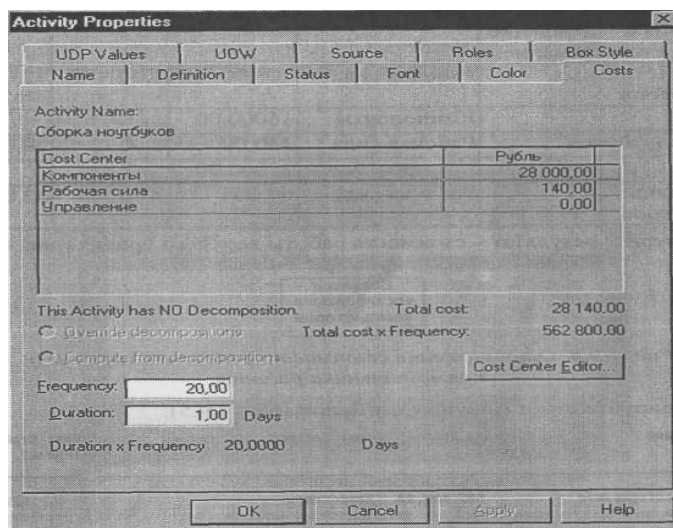 Activity Properties
UDP Values UOW Source Roles Box Style
Name Definition Status Font Color Costs
Activity Name:
Сборка ноутбуков
Cost Center Рубль
Компоненты 28 000,00
Рабочая сила 140,00
Управление 0,00
This Activity has NO Decomposition. Total cost: 28 140,00
Override decompositions Total cost x Frequency: 562 800,00
Compute from decompositions
Cost Center Editor...
Frequency: 20,00
Duration: 1,00 Days
Duration x Frequency 20,0000 Days
OK Cancel Apply Help